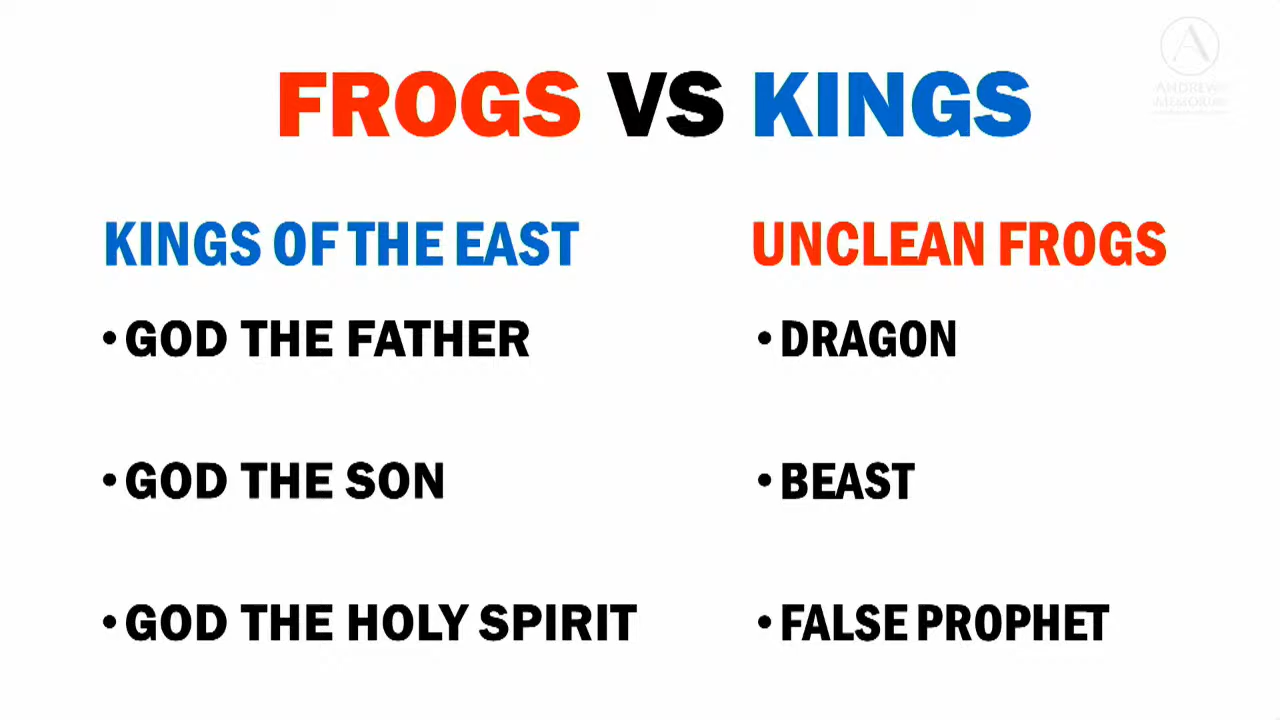 FROGS VS KINGS
KINGS OF THE EAST
• GOD THE FATHER
• GOD THE SON
• GOD THE HOLY SPIRIT
UNCLEAN FROGS
• DRAGON
• BEAST
• FALSE PROPHET